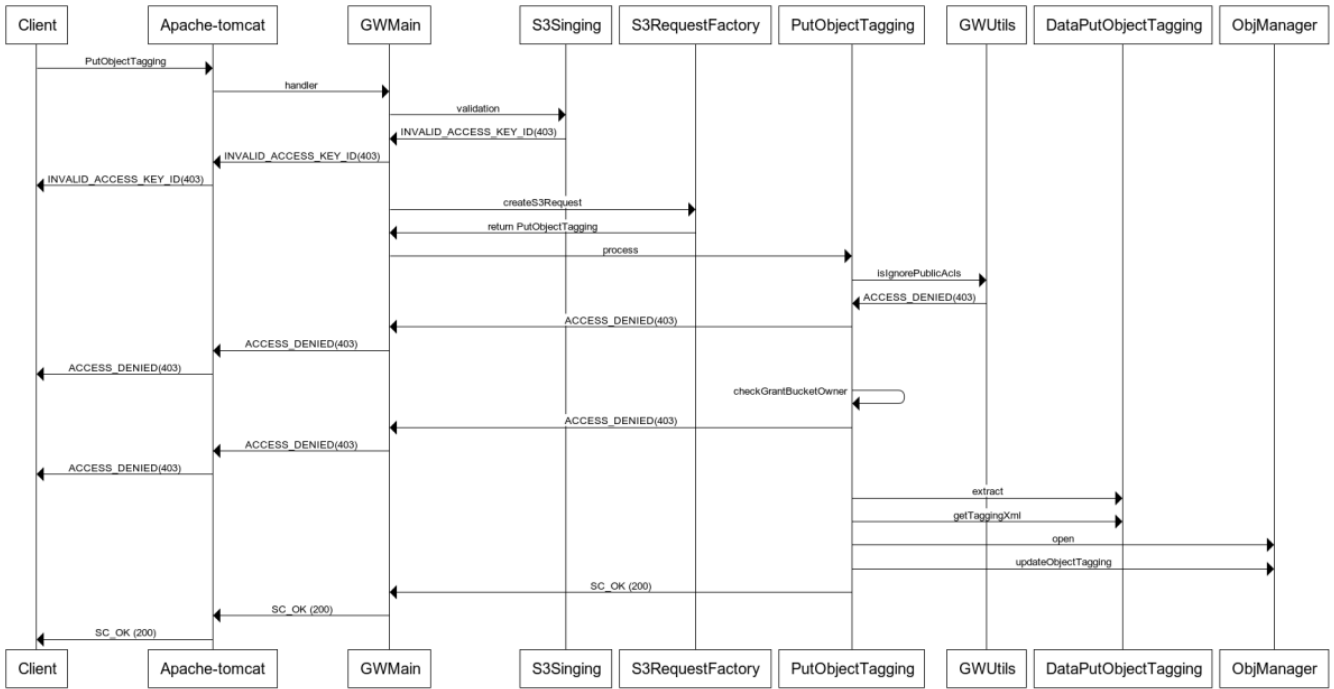 Client Apache-tomcat GWMain S3Singing S3RequestFactory PutObjectTagging GWUtils DataPutObjectTagging ObjManager
PutObjectTagging
handler
validation
INVALID_ACCESS_KEY_ID(403)
INVALID_ACCESS_KEY_ID(403)
INVALID_ACCESS_KEY_ID(403)
createS3Request
return PutObjectTagging
process
isIgnorePublicAcls
ACCESS_DENIED(403)
ACCESS_DENIED(403)
ACCESS_DENIED(403)
ACCESS_DENIED(403)
checkGrantBucketOwner
ACCESS_DENIED(403)
ACCESS_DENIED(403)
ACCESS_DENIED(403)
extract
getTaggingXml
open
updateObjectTagging
SC_OK (200)
SC_OK (200)
SC_OK (200)
Client Apache-tomcat GWMain S3Singing S3RequestFactory PutObjectTagging GWUtils DataPutObjectTagging ObjManager